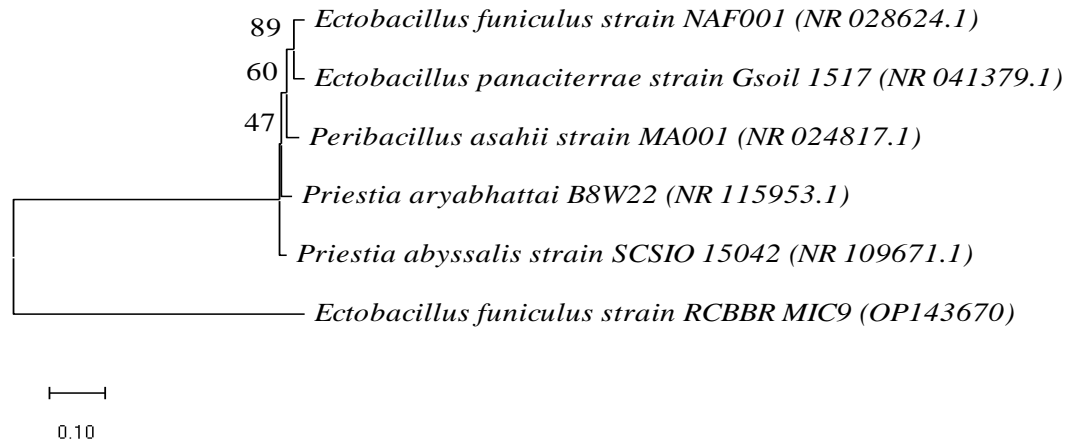 89
Ectobacillus funiculus strain NAF001 (NR 028624.1)
60
Ectobacillus panaciterrae strain Gsoil 1517 (NR 041379.1)
47
Peribacillus asahii strain MA001 (NR 024817.1)
Priestia aryabhattai B8W22 (NR 115953.1)
Priestia abyssalis strain SCSIO 15042 (NR 109671.1)
Ectobacillus funiculus strain RCBBR MIC9 (OP143670)
0.10